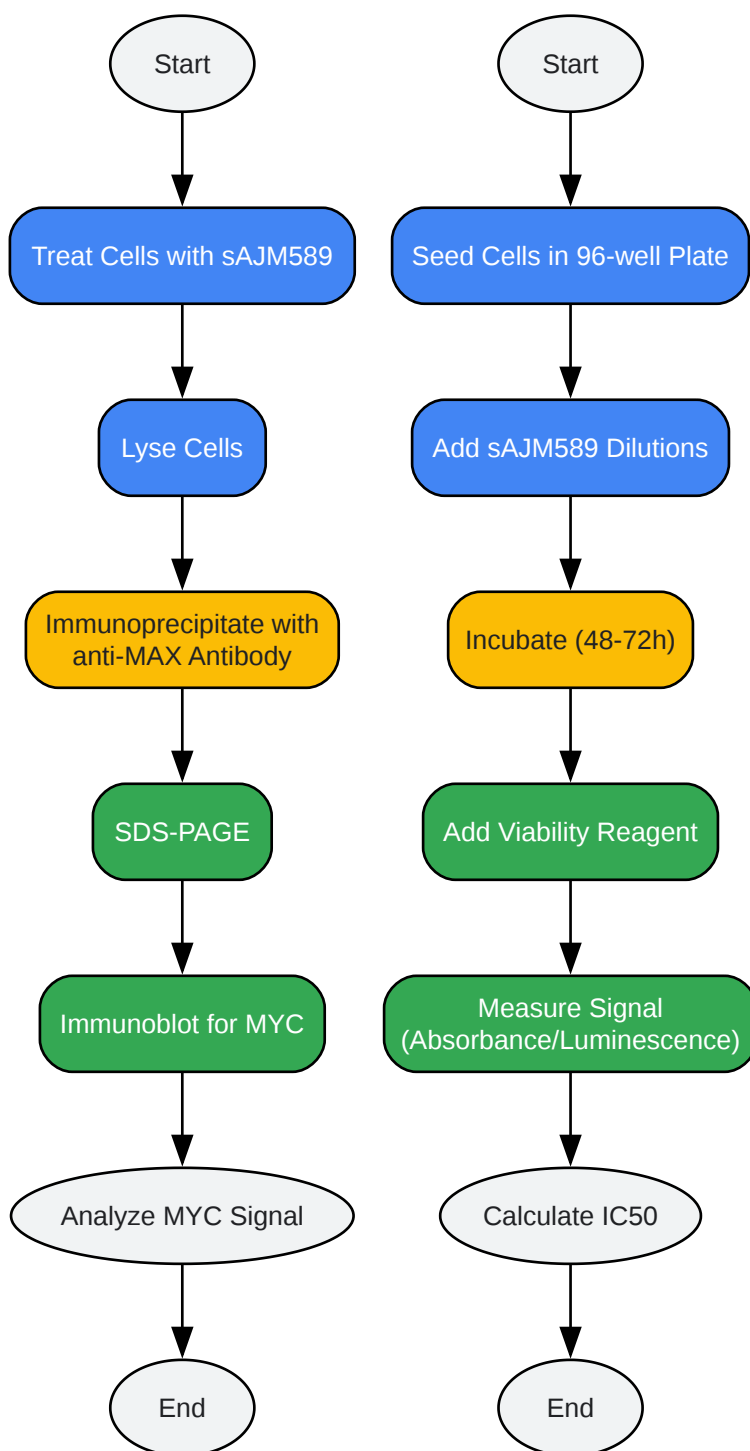 Start
Treat Cells with sAJM589
Lyse Cells
Immunoprecipitate with
anti-MAX Antibody
SDS-PAGE
Immunoblot for MYC
Analyze MYC Signal
End
Start
Seed Cells in 96-well Plate
Add sAJM589 Dilutions
Incubate (48-72h)
Add Viability Reagent
Measure Signal
(Absorbance/Luminescence)
Calculate IC50
End